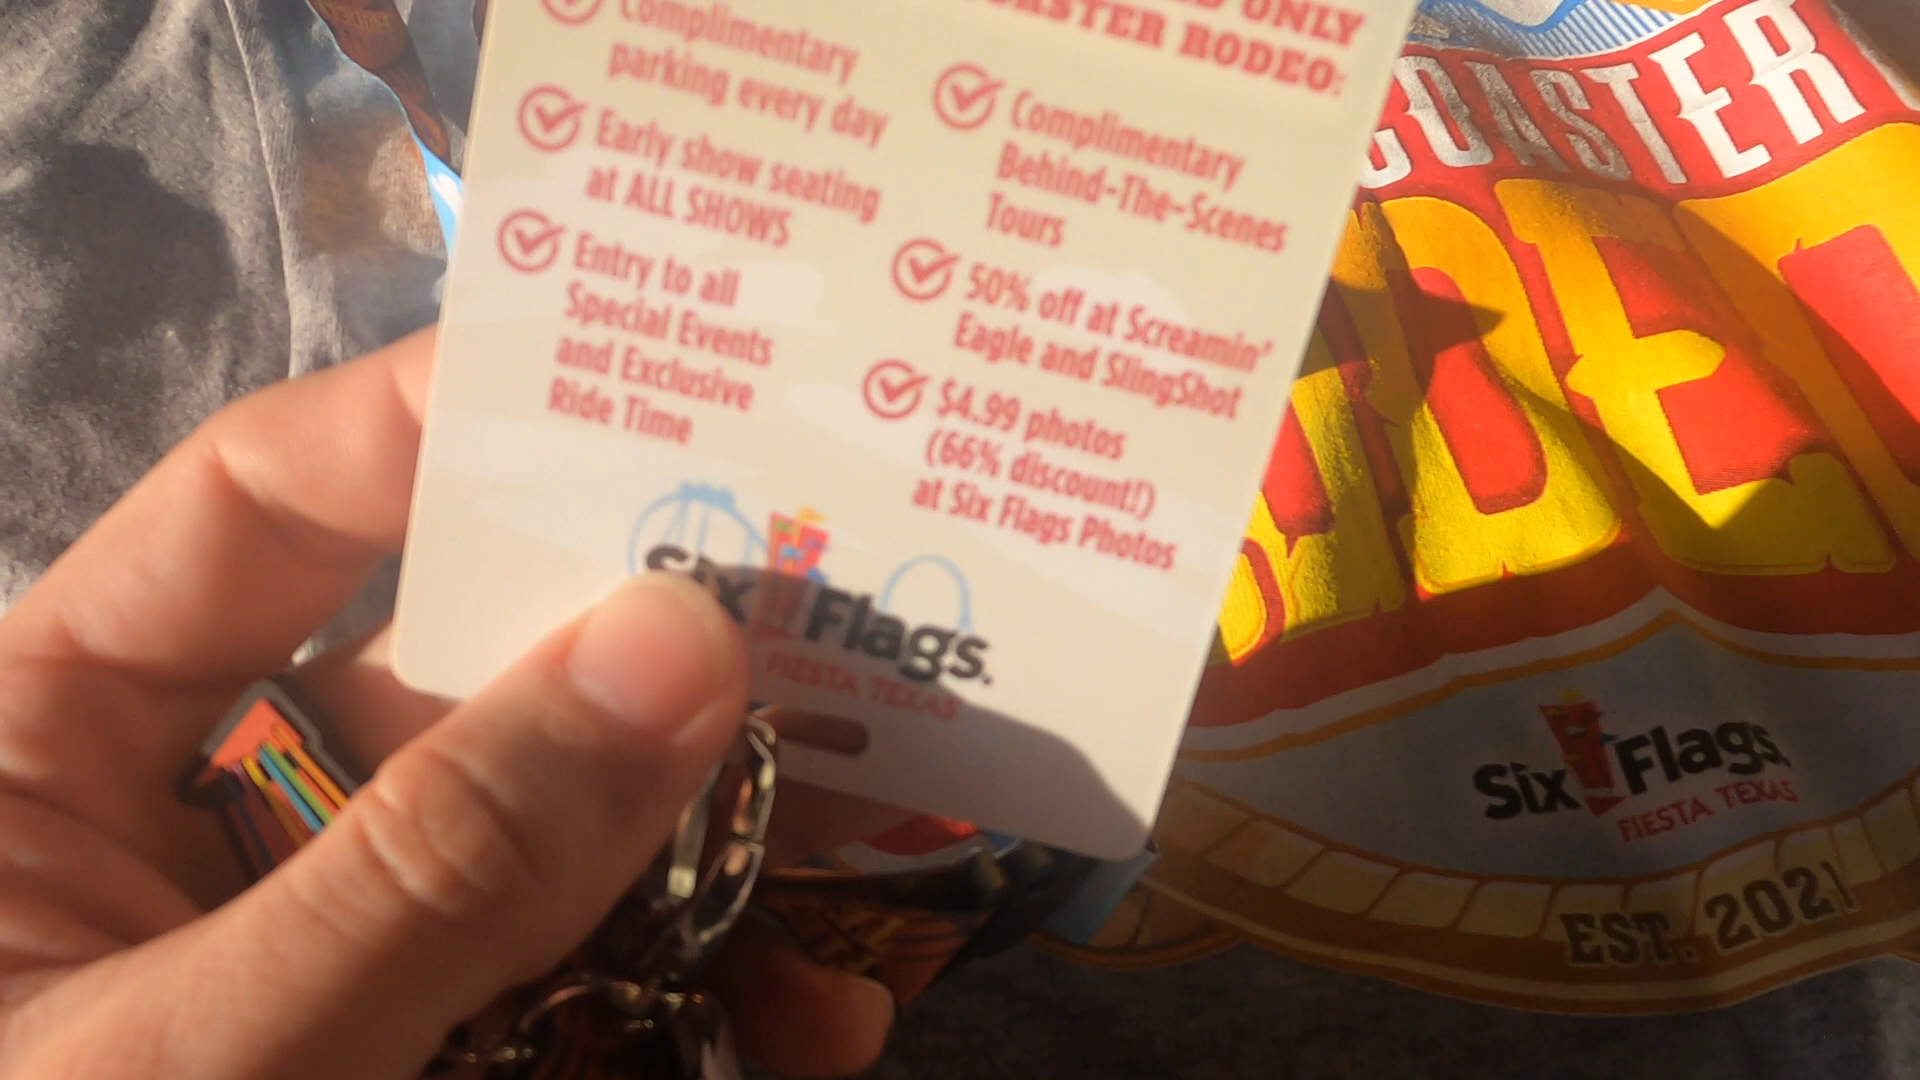 ONLY
COASTER RODEO:
Complimentary
parking every day
Early show seating
at ALL SHOWS
Entry to all
Special Events
and Exclusive
Ride Time
Complimentary
Behind-The-Scenes
Tours
50% off at Screamin'
Eagle and SlingShot
$4.99 photos
(66% discount!)
at Six Flags Photos
Six Flags.
FIESTA TEXAS
COASTER
Six Flags
FIESTA TEXAS
EST. 2021